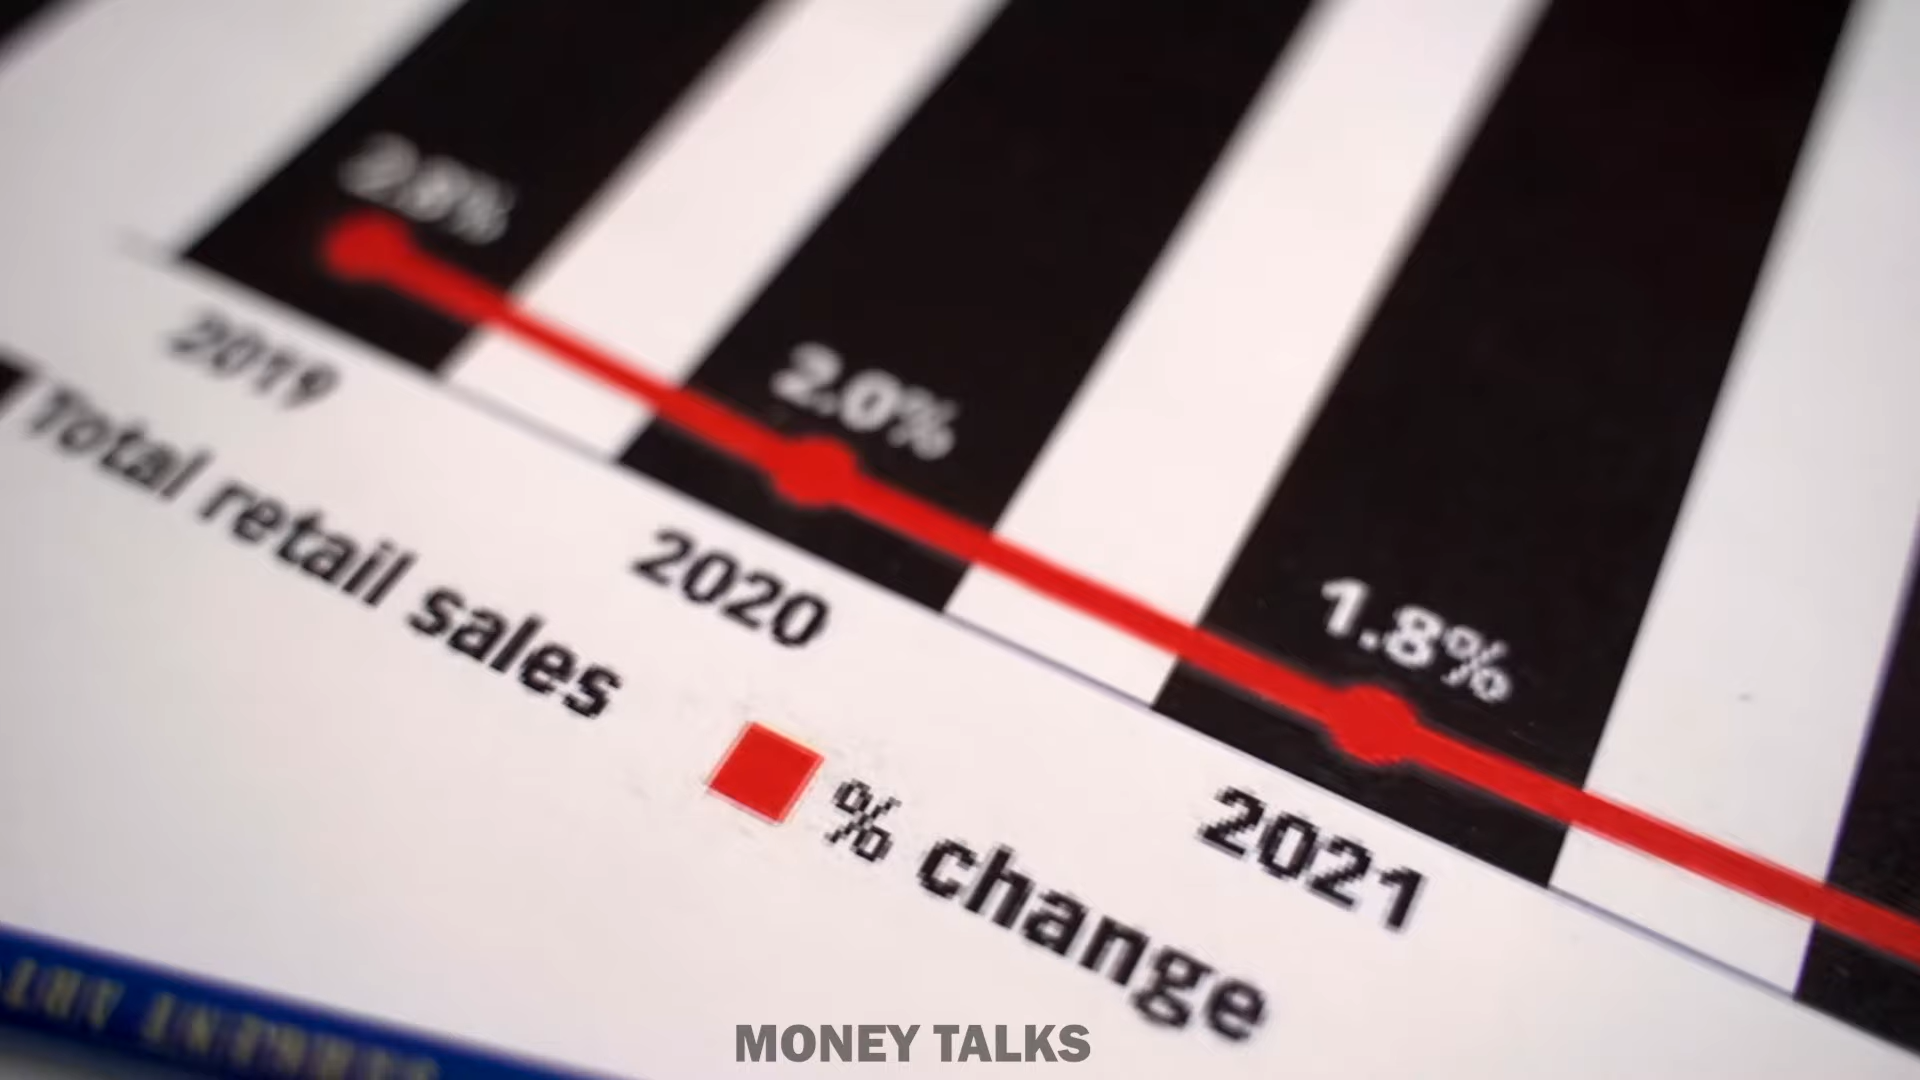 2.0%
1.8%
2019
2020
2021
Total retail sales
% change
MONEY TALKS